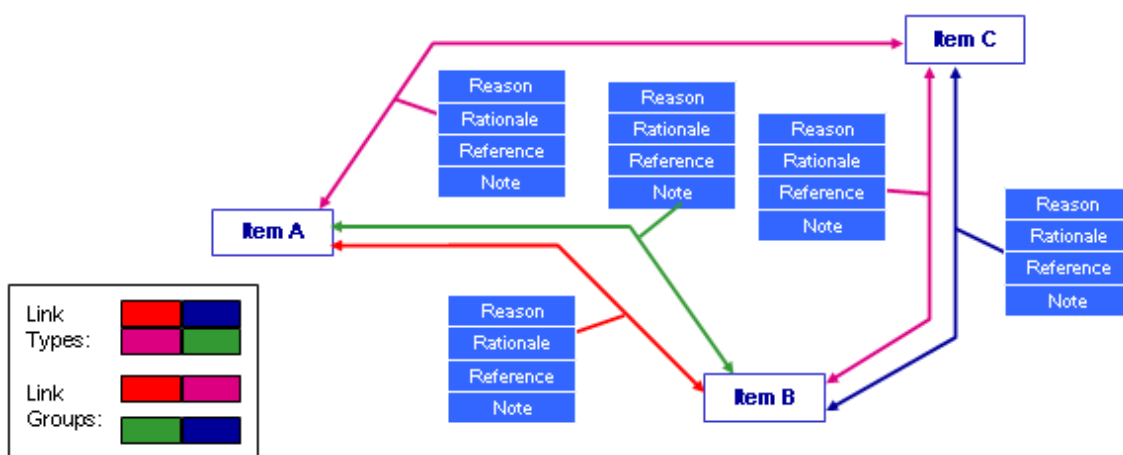 Item C
Reason
Rationale
Reference
Note
Reason
Rationale
Reference
Note
Reason
Rationale
Reference
Note
Item A
Reason
Rationale
Reference
Note
Link
Types:
Link
Groups:
Reason
Rationale
Reference
Note
Item B